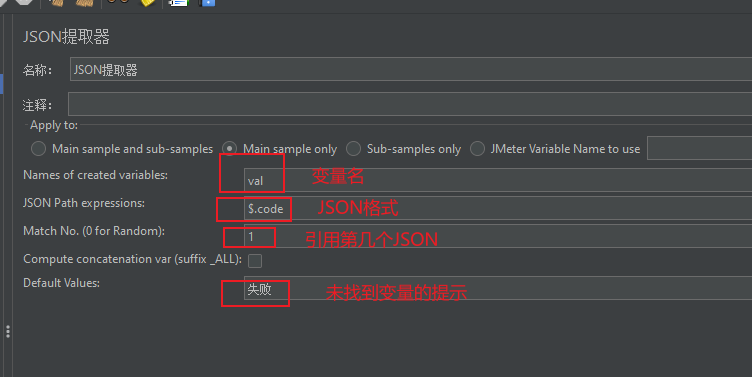 JSON提取器
名称： JSON提取器
注释：
Apply to:
Main sample and sub-samples Main sample only Sub-samples only JMeter Variable Name to use
Names of created variables: val 变量名
JSON Path expressions: $.code JSON格式
Match No. (0 for Random): 1 引用第几个JSON
Compute concatenation var (suffix _ALL):
Default Values: 失败 未找到变量的提示